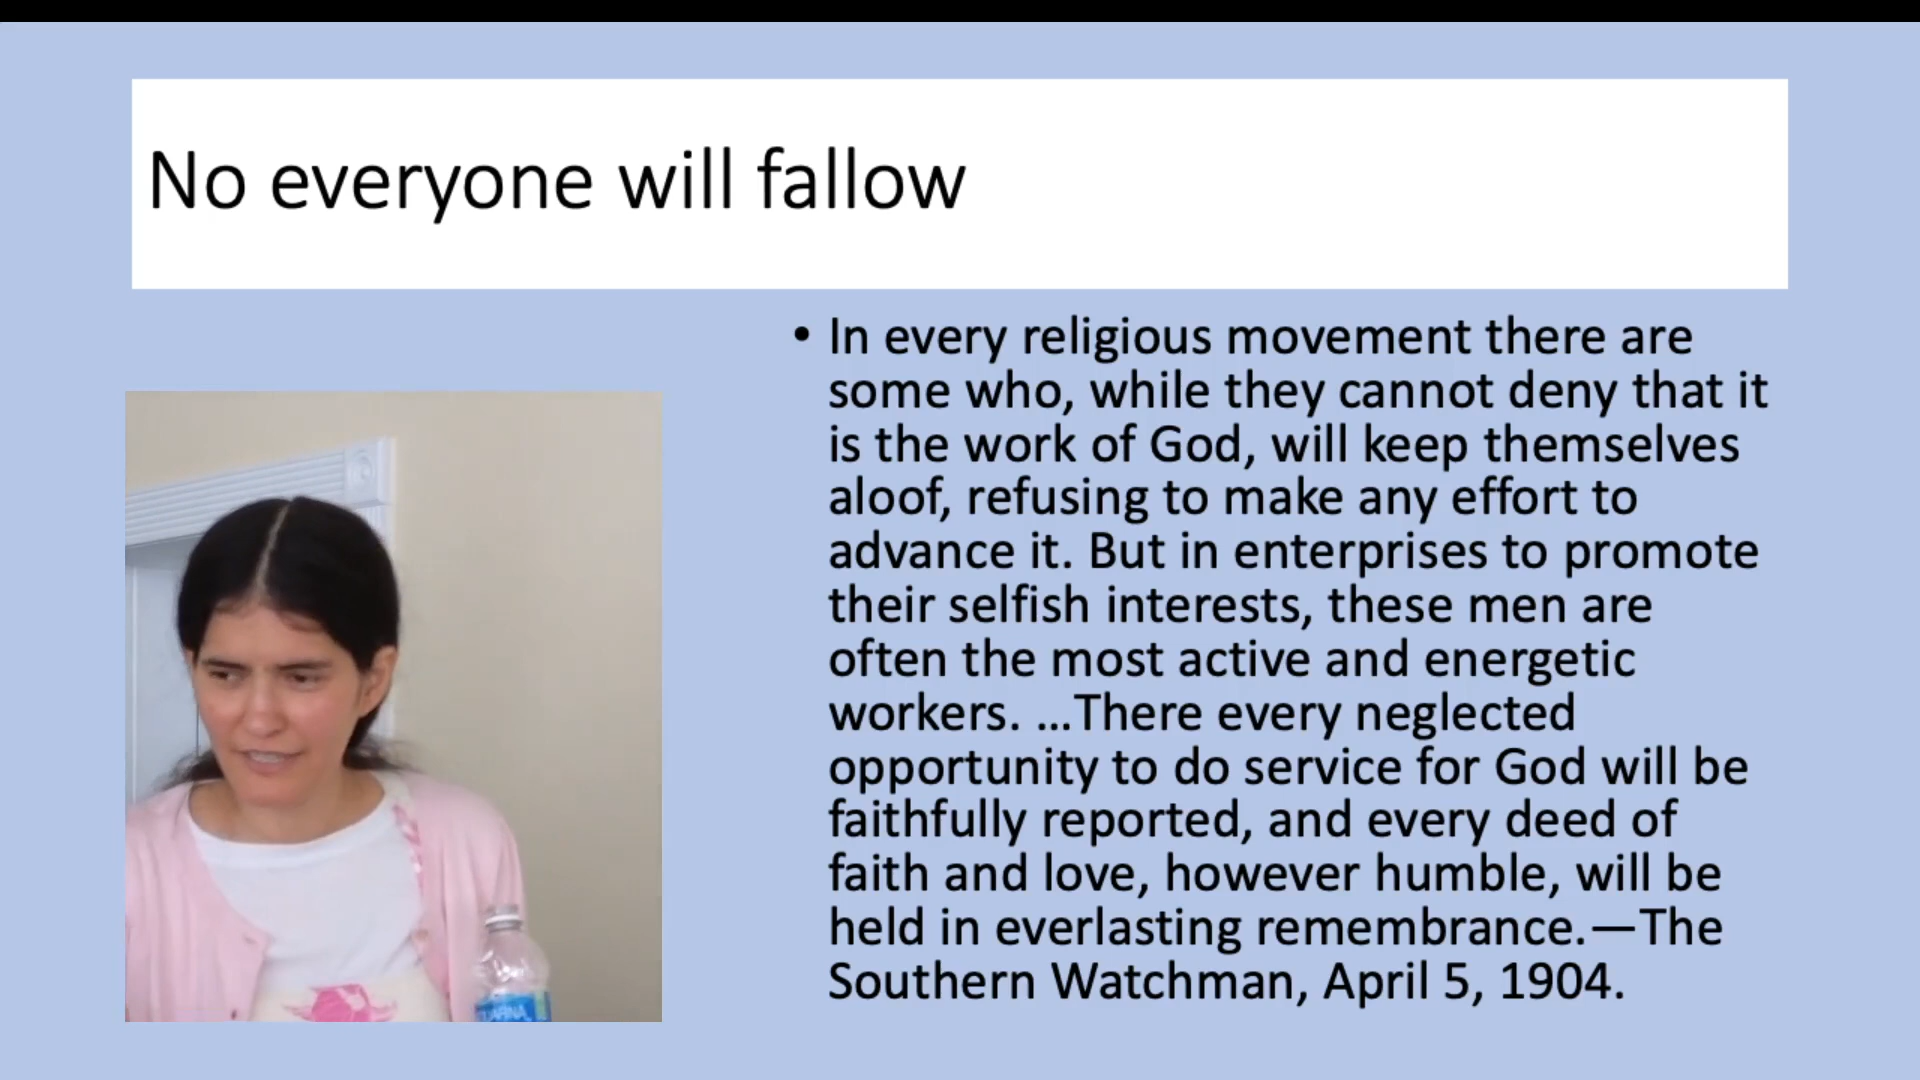 No everyone will fallow
• In every religious movement there are
some who, while they cannot deny that it
is the work of God, will keep themselves
aloof, refusing to make any effort to
advance it. But in enterprises to promote
their selfish interests, these men are
often the most active and energetic
workers. …There every neglected
opportunity to do service for God will be
faithfully reported, and every deed of
faith and love, however humble, will be
held in everlasting remembrance.—The
Southern Watchman, April 5, 1904.